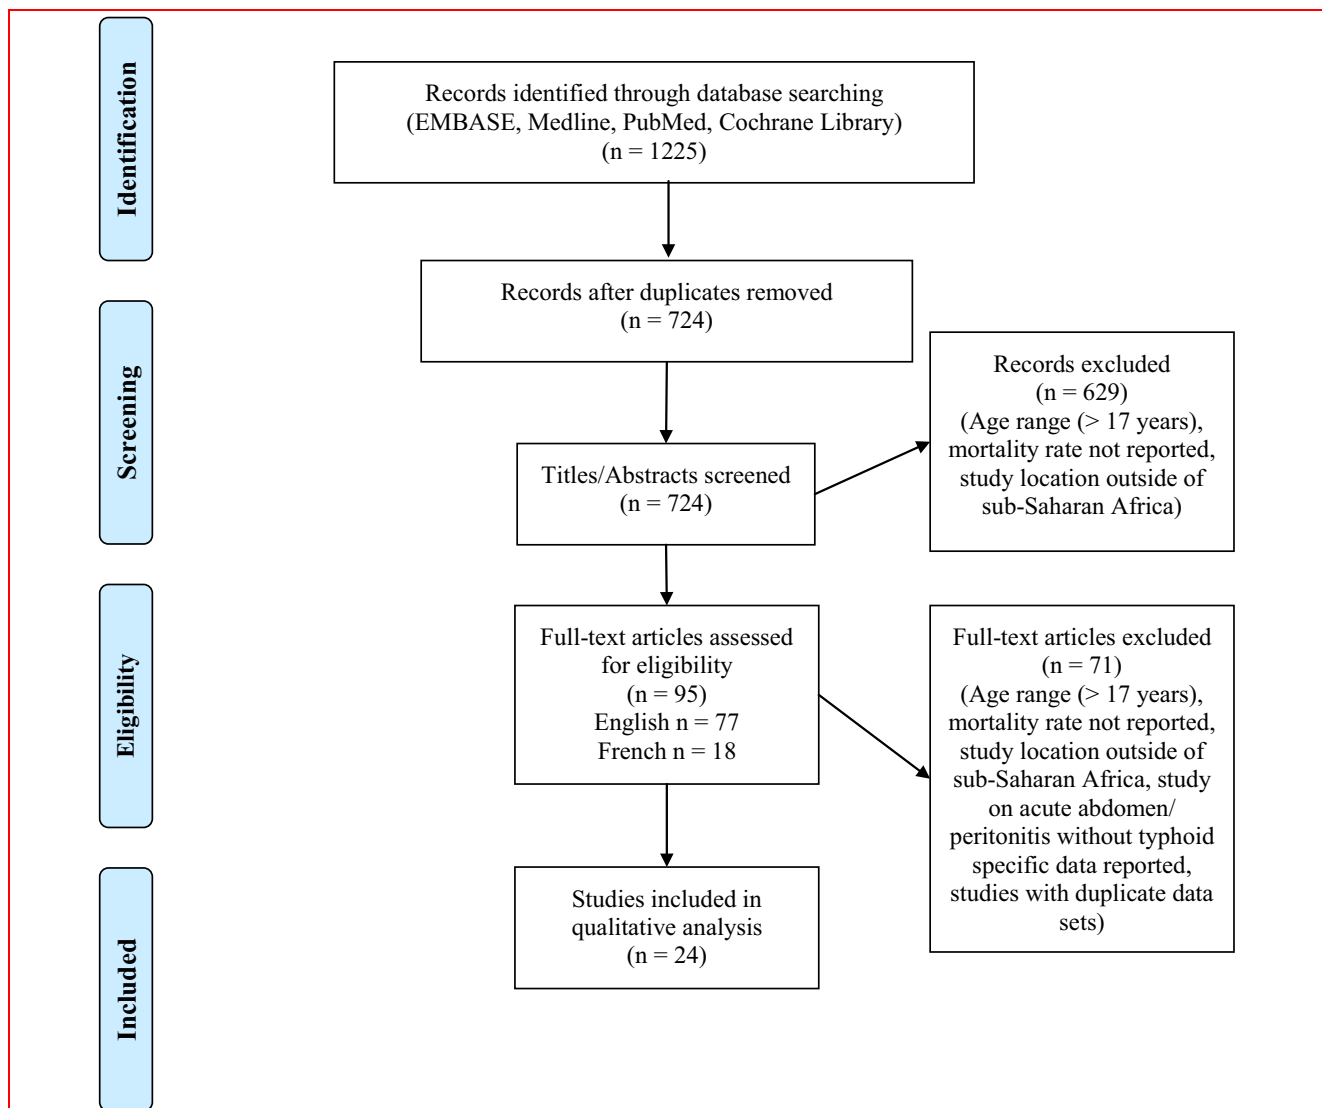 Identification
Records identified through database searching
(EMBASE, Medline, PubMed, Cochrane Library)
(n = 1225)
Records after duplicates removed
(n = 724)
Screening
Titles/Abstracts screened
(n = 724)
Records excluded
(n = 629)
(Age range (> 17 years),
mortality rate not reported,
study location outside of
sub-Saharan Africa)
Eligibility
Full-text articles assessed
for eligibility
(n = 95)
English n = 77
French n = 18
Full-text articles excluded
(n = 71)
(Age range (> 17 years),
mortality rate not reported,
study location outside of
sub-Saharan Africa, study
on acute abdomen/
peritonitis without typhoid
specific data reported,
studies with duplicate data
sets)
Included
Studies included in
qualitative analysis
(n = 24)